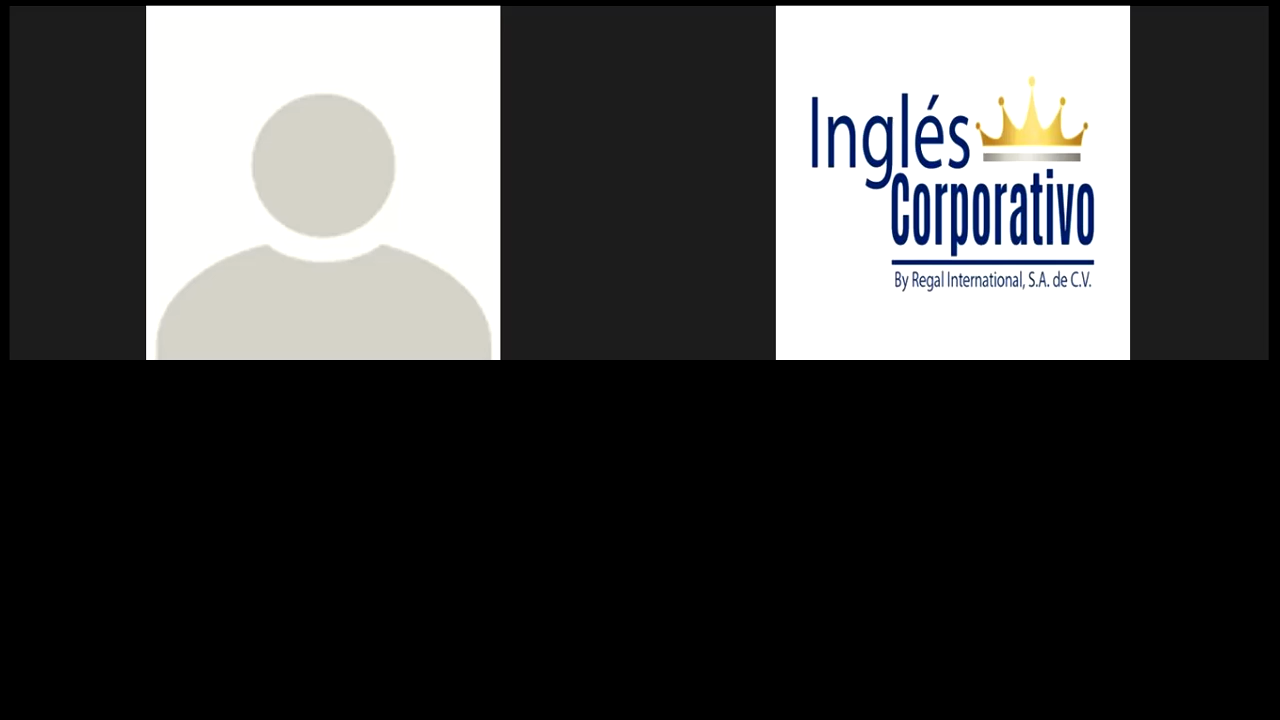 Inglés
Corporativo
By Regal International, S.A. de C.V.